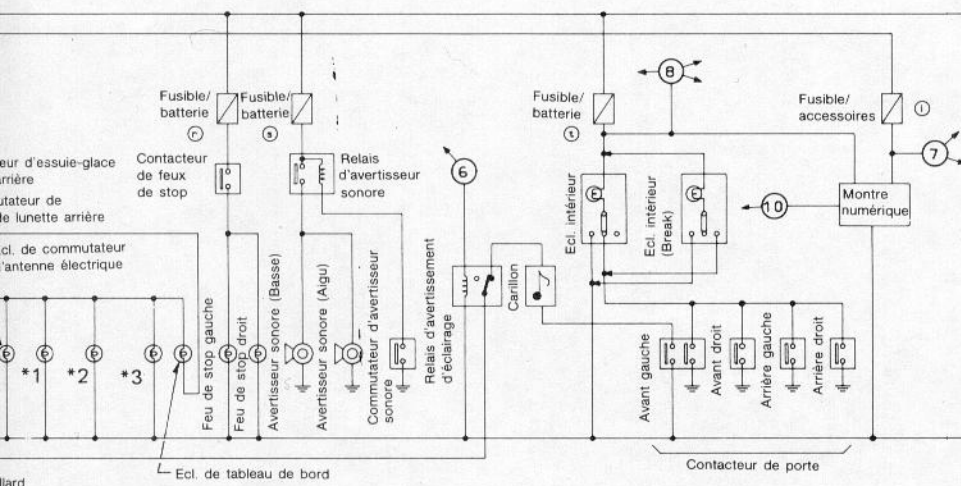 8
Fusible/
batterie
r
Fusible/
batterie
s
Fusible/
batterie
t
Fusible/
accessoires
i
7
eur d'essuie-glace
rrière
utateur de
de lunette arrière
Ecl. de commutateur
'antenne électrique
Contacteur
de feux
de stop
Relais
d'avertisseur
sonore
6
10
Montre
numérique
Ecl. intérieur
Ecl. intérieur
(Break)
*1
*2
*3
Feu de stop gauche
Feu de stop droit
Avertisseur sonore (Basse)
Avertisseur sonore (Aigu)
Commutateur d'avertisseur
sonore
Relais d'avertissement
d'éclairage
Carillon
Avant gauche
Avant droit
Arrière gauche
Arrière droit
Contacteur de porte
Ecl. de tableau de bord
llard